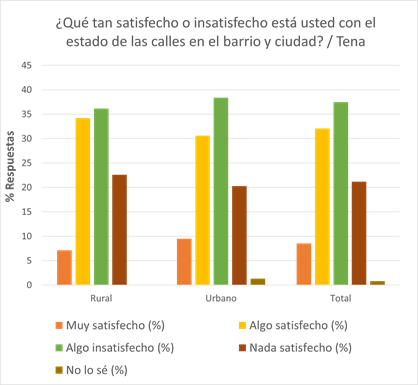 ¿Qué tan satisfecho o insatisfecho está usted con el
estado de las calles en el barrio y ciudad? / Tena
% Respuestas
45
40
35
30
25
20
15
10
5
0
Rural Urbano Total
Muy satisfecho (%) Algo satisfecho (%)
Algo insatisfecho (%) Nada satisfecho (%)
No lo sé (%)